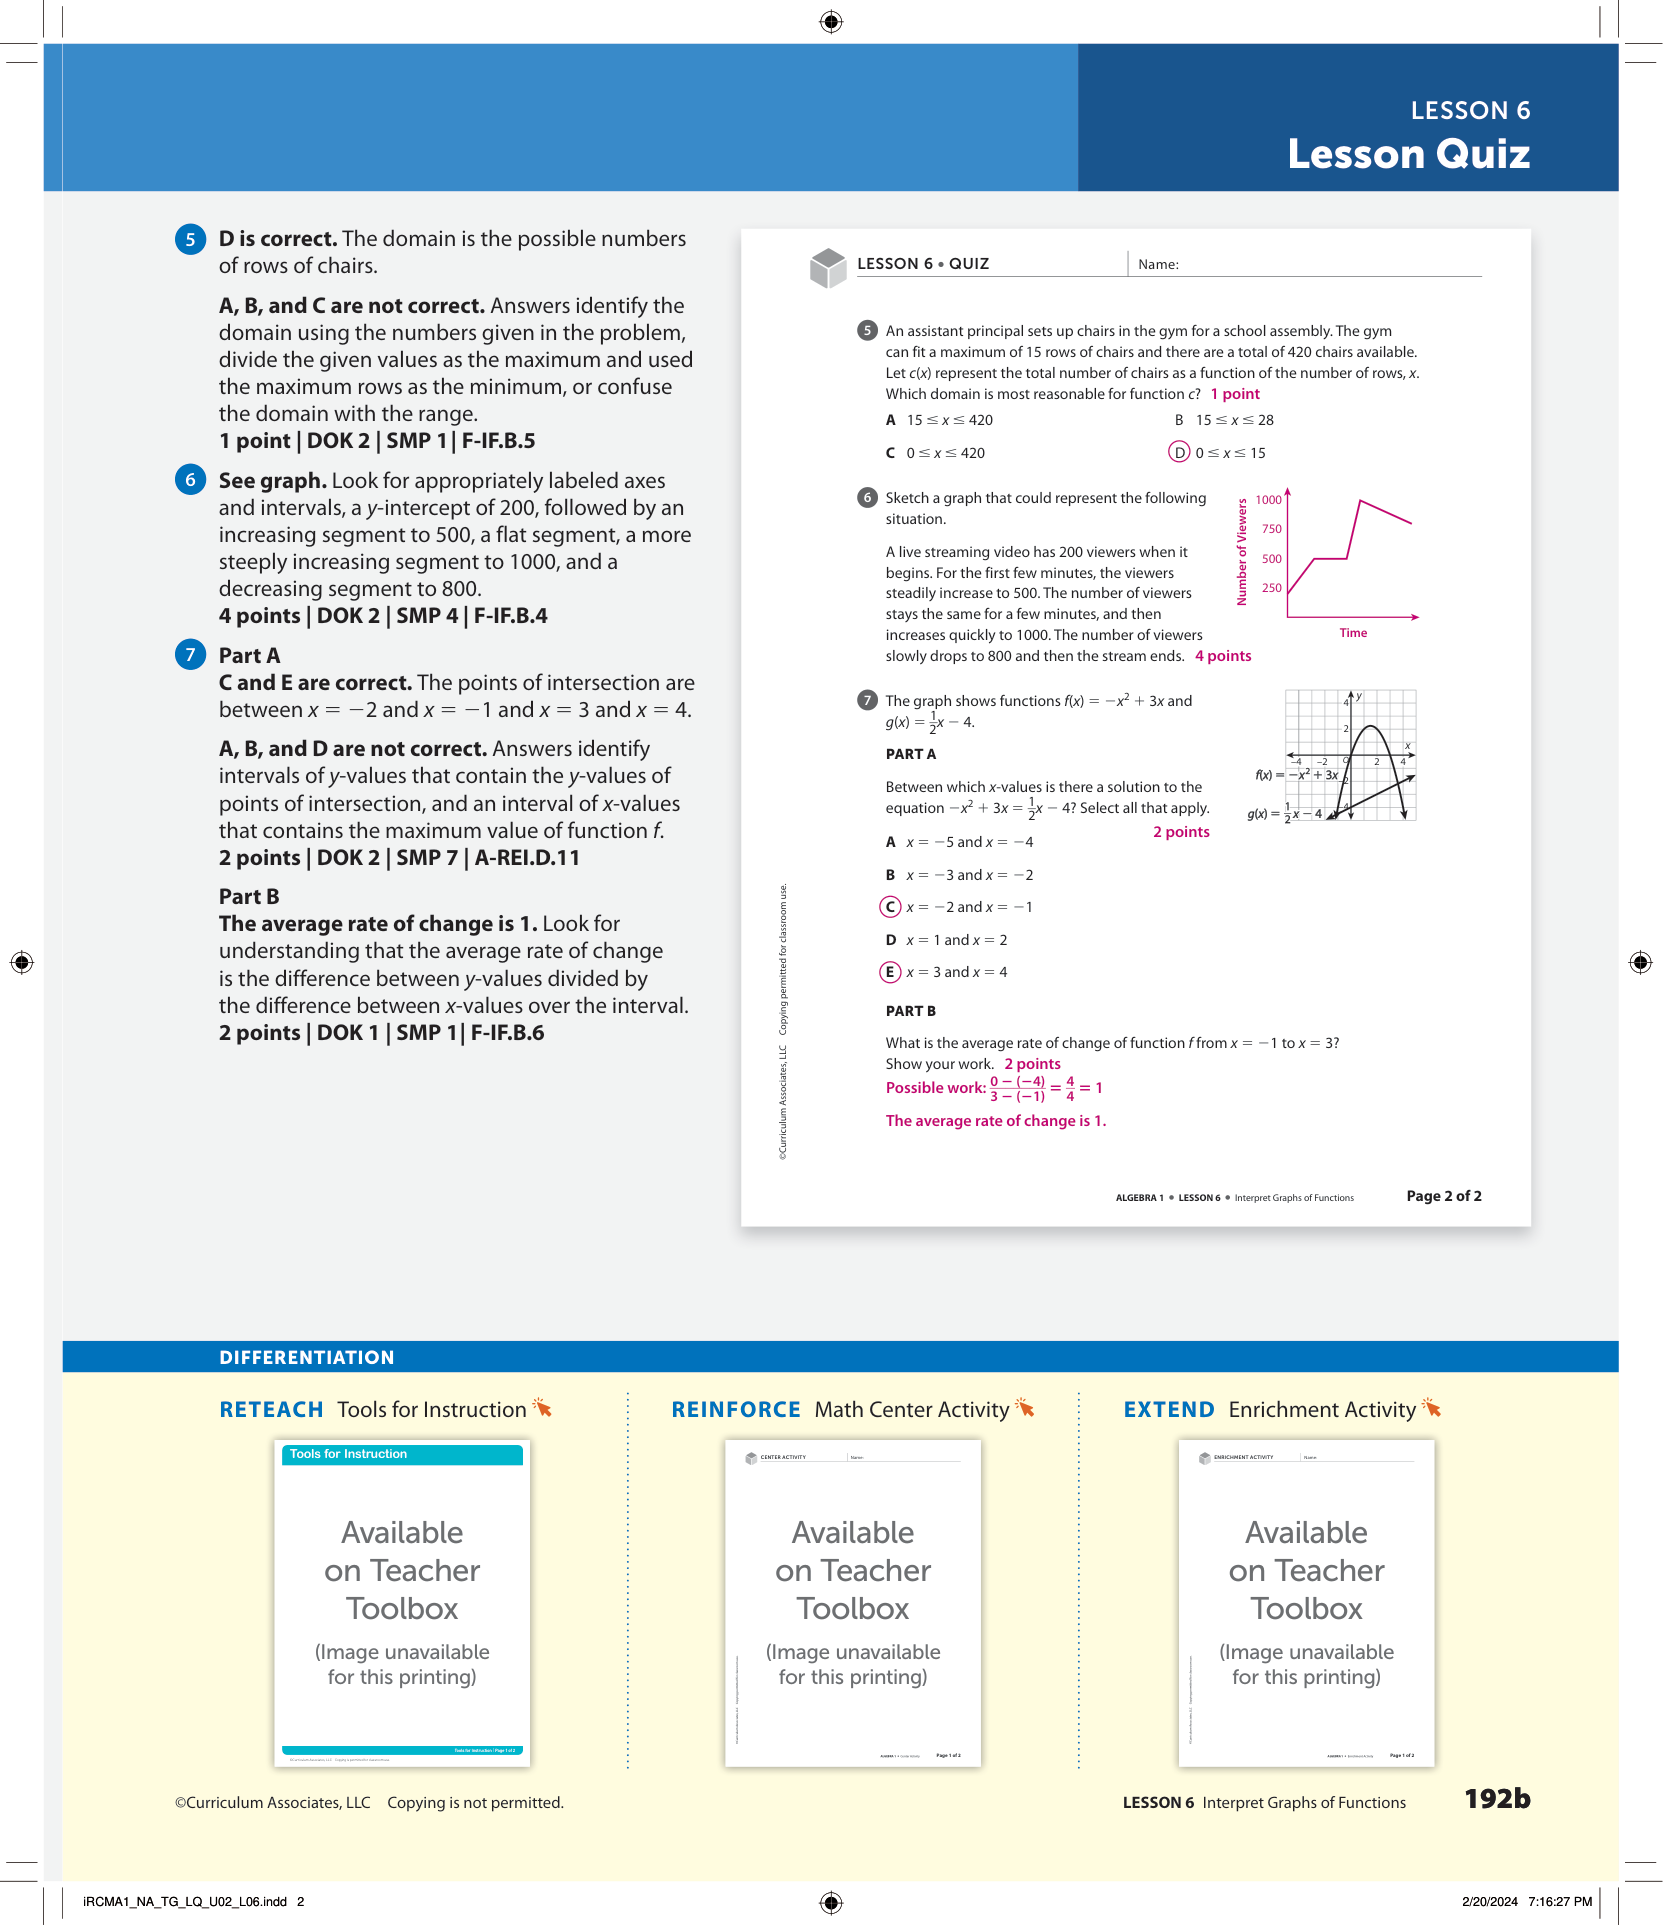 LESSON 6
Lesson Quiz
5 D is correct. The domain is the possible numbers
of rows of chairs.
A, B, and C are not correct. Answers identify the
domain using the numbers given in the problem,
divide the given values as the maximum and used
the maximum rows as the minimum, or confuse
the domain with the range.
1 point | DOK 2 | SMP 1| F-IF.B.5
6 See graph. Look for appropriately labeled axes
and intervals, a y-intercept of 200, followed by an
increasing segment to 500, a flat segment, a more
steeply increasing segment to 1000, and a
decreasing segment to 800.
4 points | DOK 2 | SMP 4 | F-IF.B.4
7 Part A
C and E are correct. The points of intersection are
between x = −2 and x = −1 and x = 3 and x = 4.
A, B, and D are not correct. Answers identify
intervals of y-values that contain the y-values of
points of intersection, and an interval of x-values
that contains the maximum value of function f.
2 points | DOK 2 | SMP 7 | A-REI.D.11
Part B
The average rate of change is 1. Look for
understanding that the average rate of change
is the difference between y-values divided by
the difference between x-values over the interval.
2 points | DOK 1 | SMP 1| F-IF.B.6
LESSON 6 • QUIZ Name:
5 An assistant principal sets up chairs in the gym for a school assembly. The gym
can fit a maximum of 15 rows of chairs and there are a total of 420 chairs available.
Let c(x) represent the total number of chairs as a function of the number of rows, x.
Which domain is most reasonable for function c? 1 point
A 15 ≤ x ≤ 420 B 15 ≤ x ≤ 28
C 0 ≤ x ≤ 420 D 0 ≤ x ≤ 15
6 Sketch a graph that could represent the following
situation.
A live streaming video has 200 viewers when it
begins. For the first few minutes, the viewers
steadily increase to 500. The number of viewers
stays the same for a few minutes, and then
increases quickly to 1000. The number of viewers
slowly drops to 800 and then the stream ends. 4 points
Number of Viewers
1000
750
500
250
Time
7 The graph shows functions f(x) = −x² + 3x and
g(x) = 1/2x − 4.
PART A
Between which x-values is there a solution to the
equation −x² + 3x = 1/2x − 4? Select all that apply.
2 points
A x = −5 and x = −4
B x = −3 and x = −2
C x = −2 and x = −1
D x = 1 and x = 2
E x = 3 and x = 4
y
4
2
x
−4 −2 O 2 4
f(x) = −x² + 3x −2
−4
g(x) = 1/2x − 4
PART B
What is the average rate of change of function f from x = −1 to x = 3?
Show your work. 2 points
Possible work: 0 − (−4)/3 − (−1) = 4/4 = 1
The average rate of change is 1.
©Curriculum Associates, LLC Copying permitted for classroom use.
ALGEBRA 1 • LESSON 6 • Interpret Graphs of Functions Page 2 of 2
DIFFERENTIATION
RETEACH Tools for Instruction
Tools for Instruction
Available
on Teacher
Toolbox
(Image unavailable
for this printing)
Tools for Instruction | Page 1 of 2
REINFORCE Math Center Activity
CENTER ACTIVITY Name:
Available
on Teacher
Toolbox
(Image unavailable
for this printing)
Page 1 of 2
EXTEND Enrichment Activity
ENRICHMENT ACTIVITY Name:
Available
on Teacher
Toolbox
(Image unavailable
for this printing)
Page 1 of 2
©Curriculum Associates, LLC Copying is not permitted.
LESSON 6 Interpret Graphs of Functions 192b
iRCMA1_NA_TG_LQ_U02_L06.indd 2
2/20/2024 7:16:27 PM